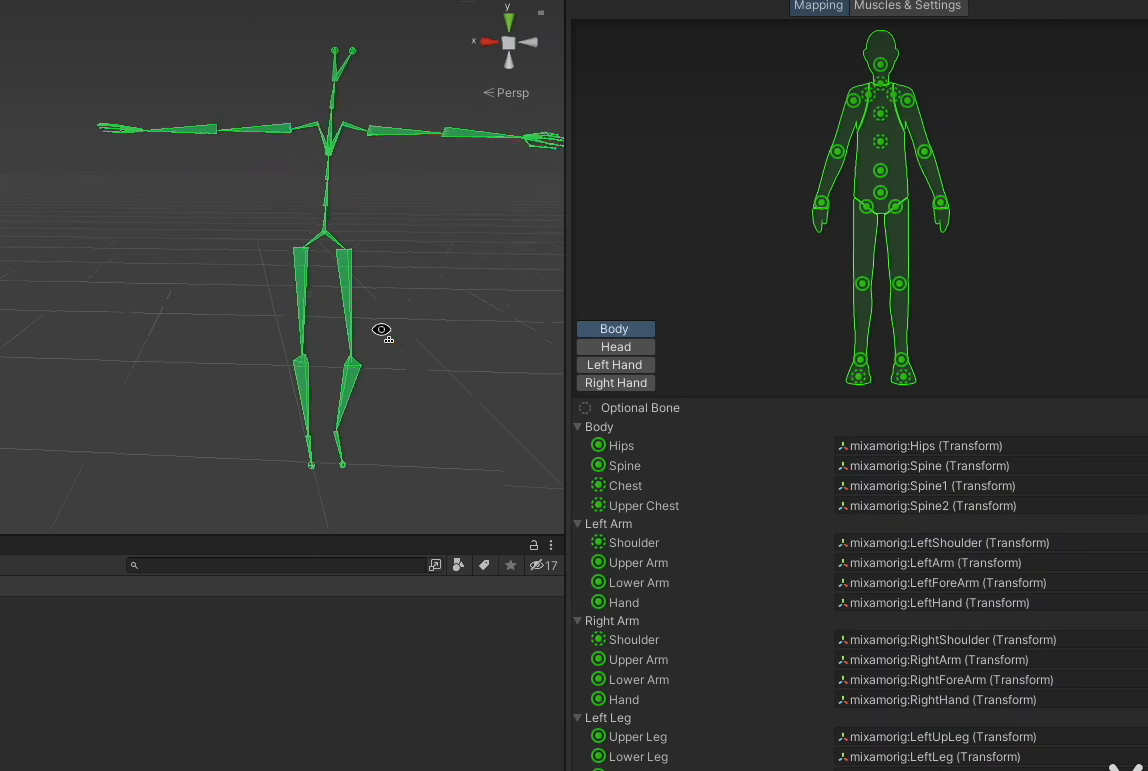 Mapping
Muscles & Settings
y
x
Persp
Body
Head
Left Hand
Right Hand
Optional Bone
Body
Hips
mixamorig:Hips (Transform)
Spine
mixamorig:Spine (Transform)
Chest
mixamorig:Spine1 (Transform)
Upper Chest
mixamorig:Spine2 (Transform)
Left Arm
Shoulder
mixamorig:LeftShoulder (Transform)
Upper Arm
mixamorig:LeftArm (Transform)
Lower Arm
mixamorig:LeftForeArm (Transform)
Hand
mixamorig:LeftHand (Transform)
Right Arm
Shoulder
mixamorig:RightShoulder (Transform)
Upper Arm
mixamorig:RightArm (Transform)
Lower Arm
mixamorig:RightForeArm (Transform)
Hand
mixamorig:RightHand (Transform)
Left Leg
Upper Leg
mixamorig:LeftUpLeg (Transform)
Lower Leg
mixamorig:LeftLeg (Transform)
17